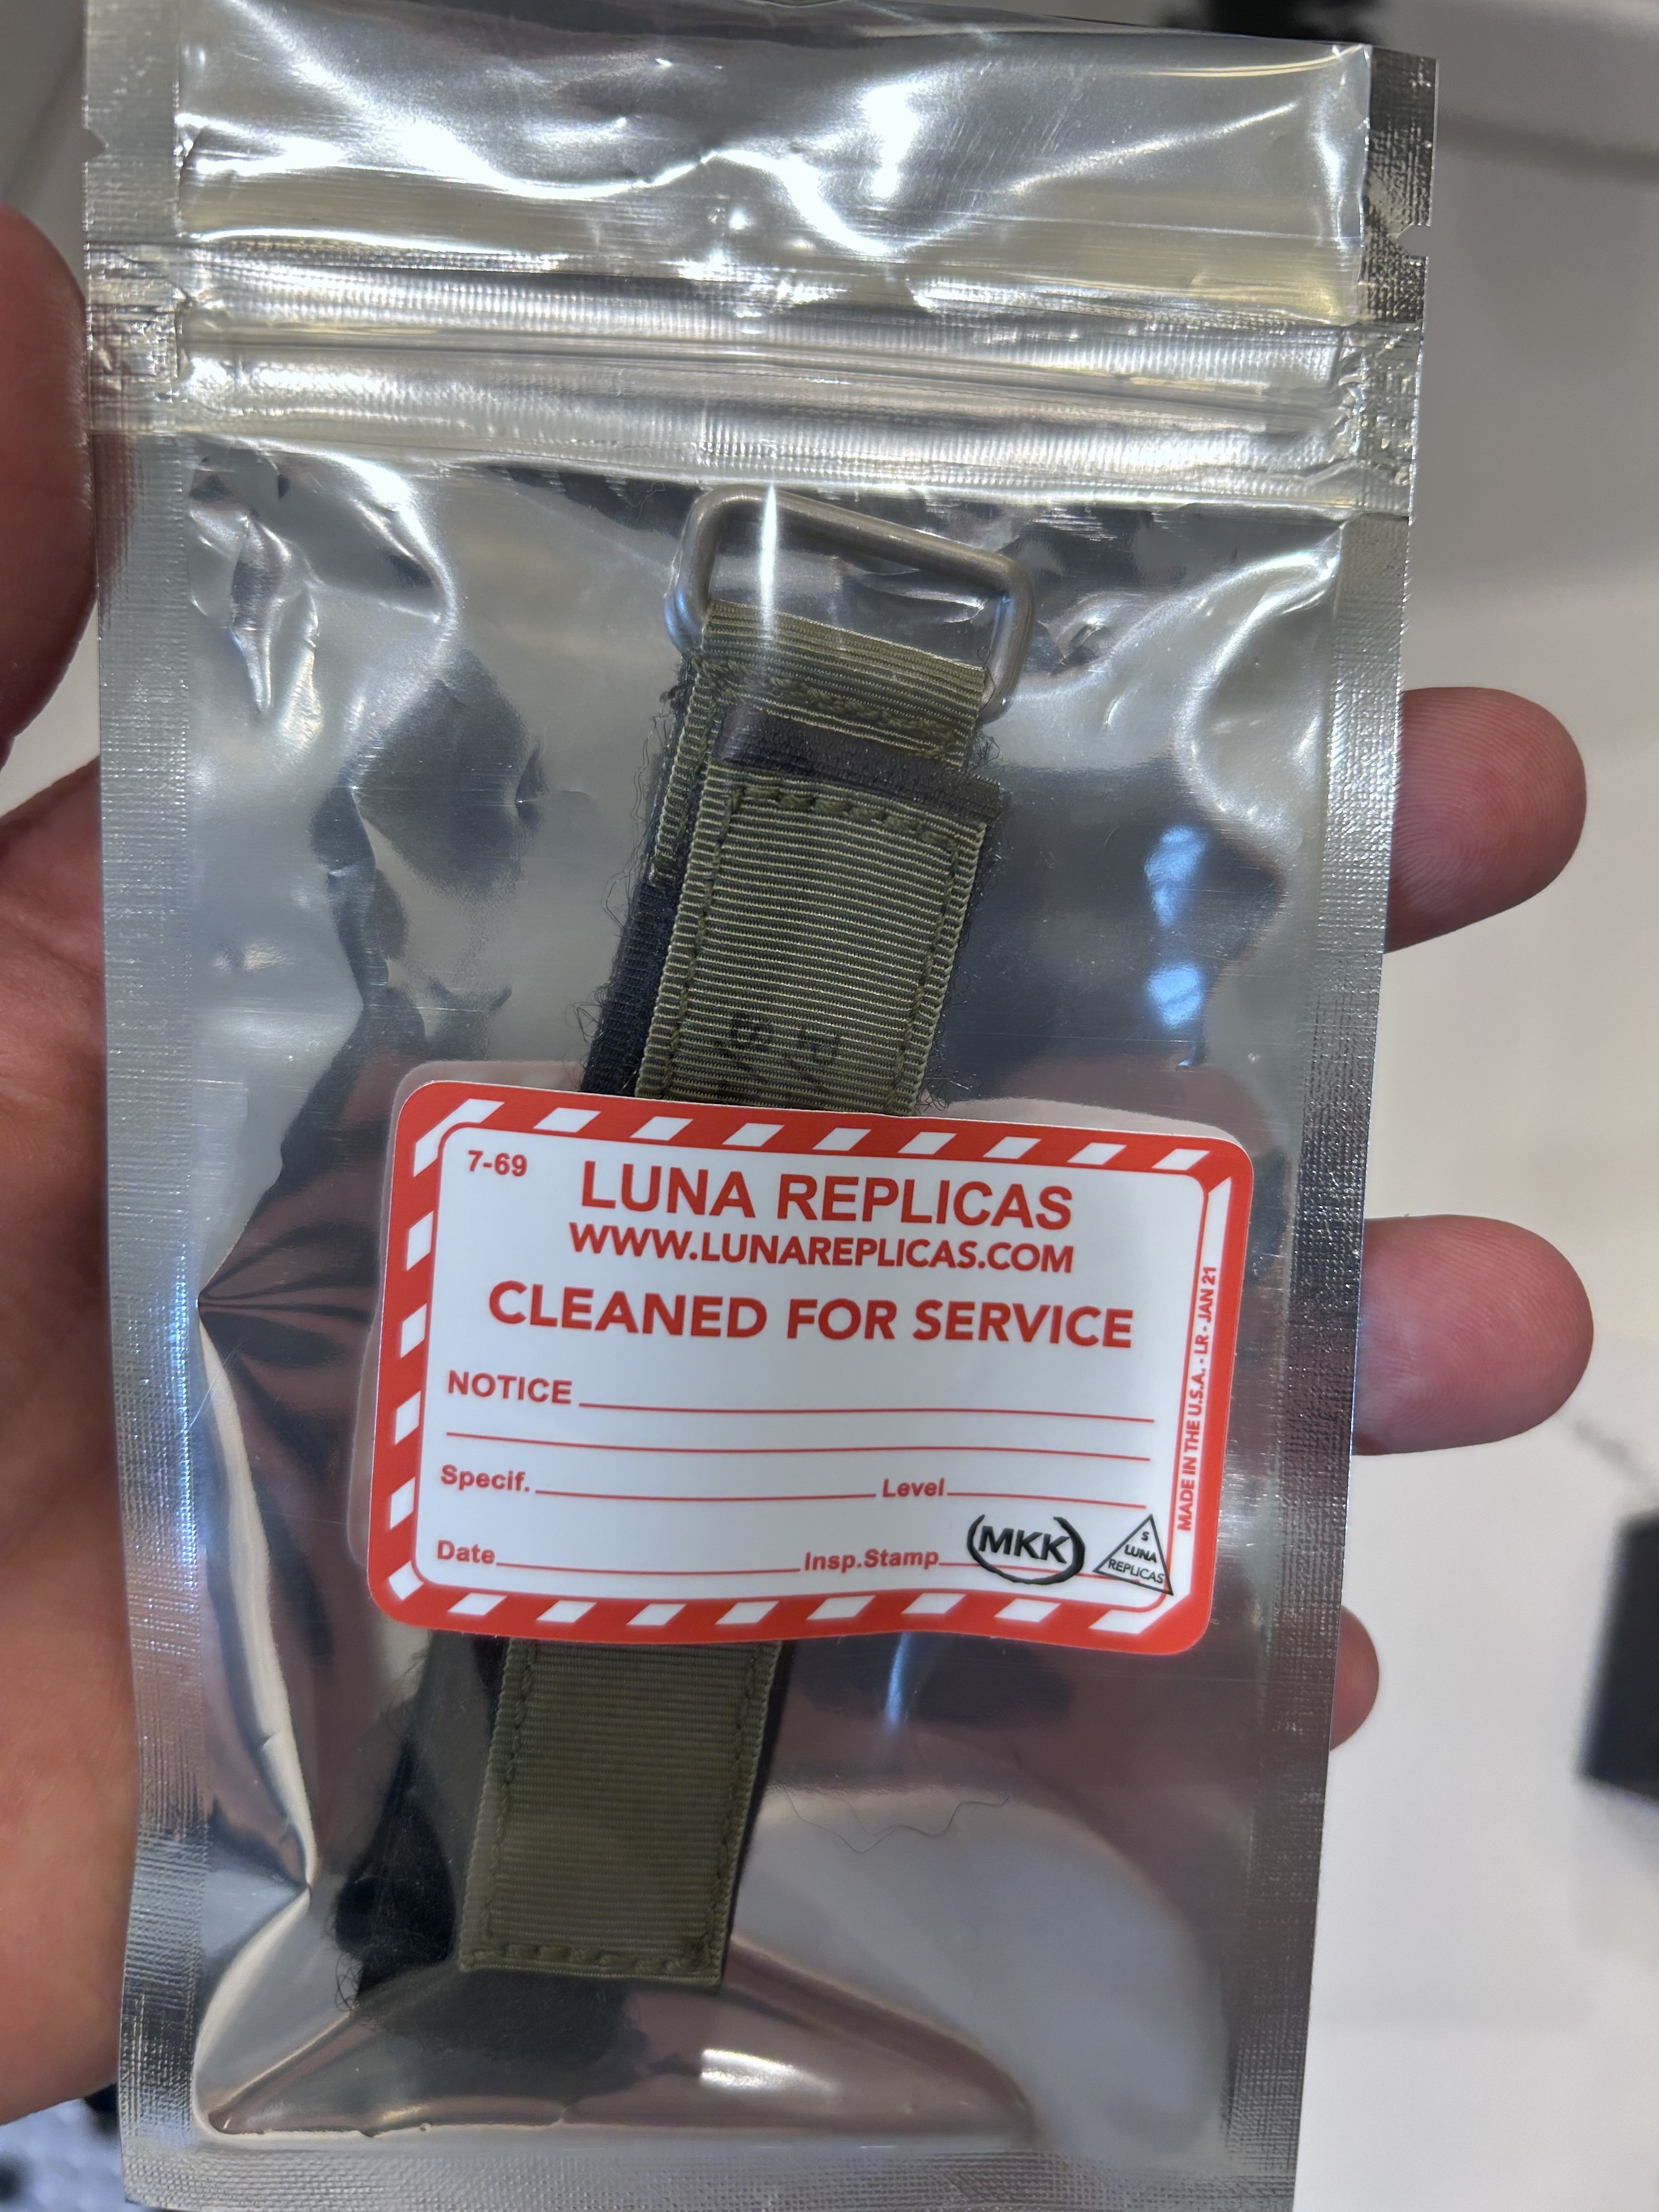 7-69
LUNA REPLICAS
WWW.LUNAREPLICAS.COM
CLEANED FOR SERVICE
NOTICE
Specif. Level
Date Insp.Stamp
MKK
S
LUNA
REPLICAS
MADE IN THE U.S.A. - LR - JAN 21